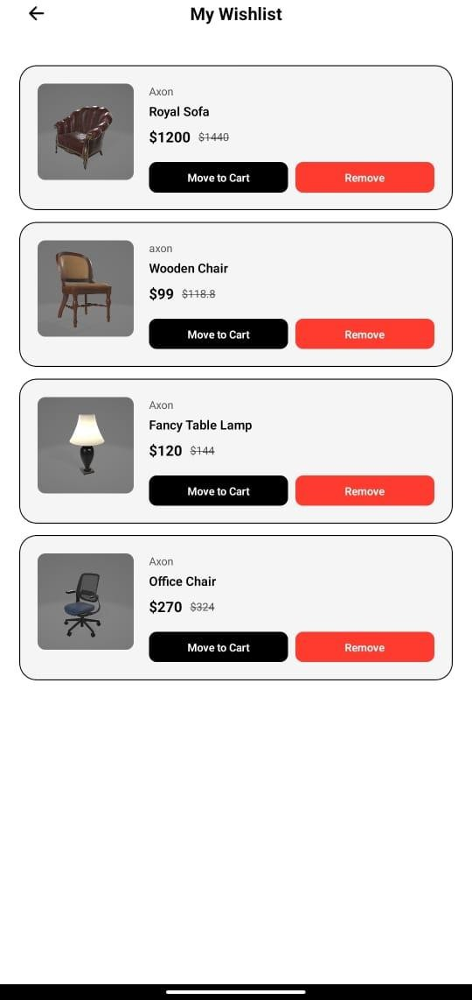 My Wishlist
Axon
Royal Sofa
$1200 $1440
Move to Cart Remove
axon
Wooden Chair
$99 $118.8
Move to Cart Remove
Axon
Fancy Table Lamp
$120 $144
Move to Cart Remove
Axon
Office Chair
$270 $324
Move to Cart Remove